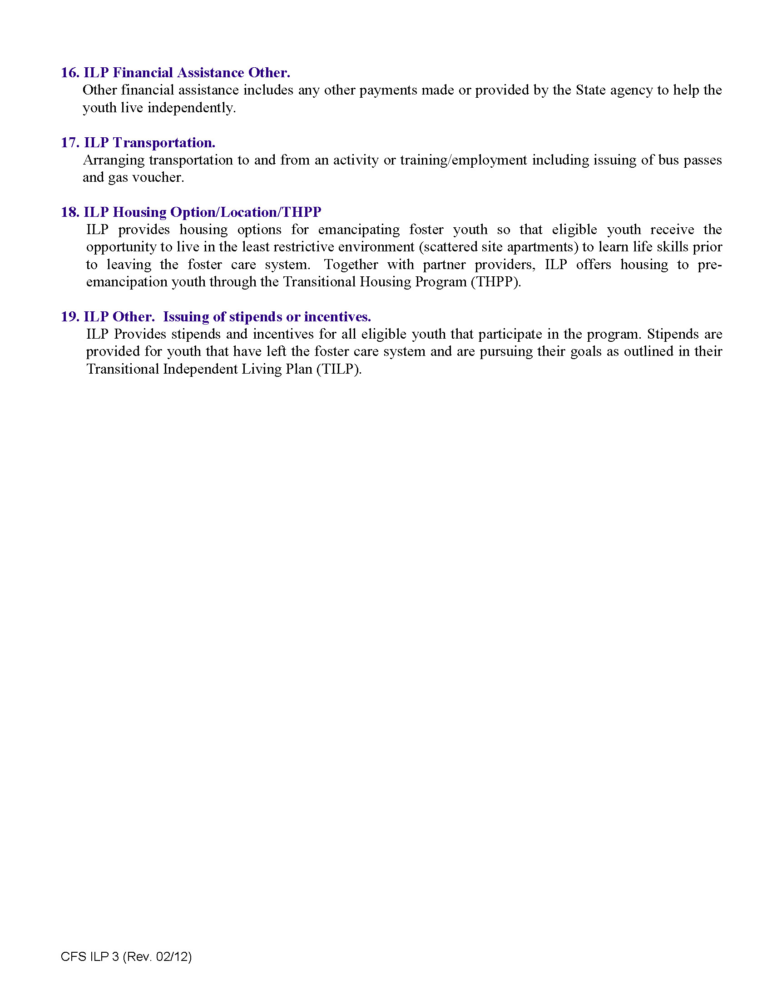 16. ILP Financial Assistance Other.
Other financial assistance includes any other payments made or provided by the State agency to help the
youth live independently.
17. ILP Transportation.
Arranging transportation to and from an activity or training/employment including issuing of bus passes
and gas voucher.
18. ILP Housing Option/Location/THPP
ILP provides housing options for emancipating foster youth so that eligible youth receive the
opportunity to live in the least restrictive environment (scattered site apartments) to learn life skills prior
to leaving the foster care system. Together with partner providers, ILP offers housing to pre-
emancipation youth through the Transitional Housing Program (THPP).
19. ILP Other. Issuing of stipends or incentives.
ILP Provides stipends and incentives for all eligible youth that participate in the program. Stipends are
provided for youth that have left the foster care system and are pursuing their goals as outlined in their
Transitional Independent Living Plan (TILP).
CFS ILP 3 (Rev. 02/12)